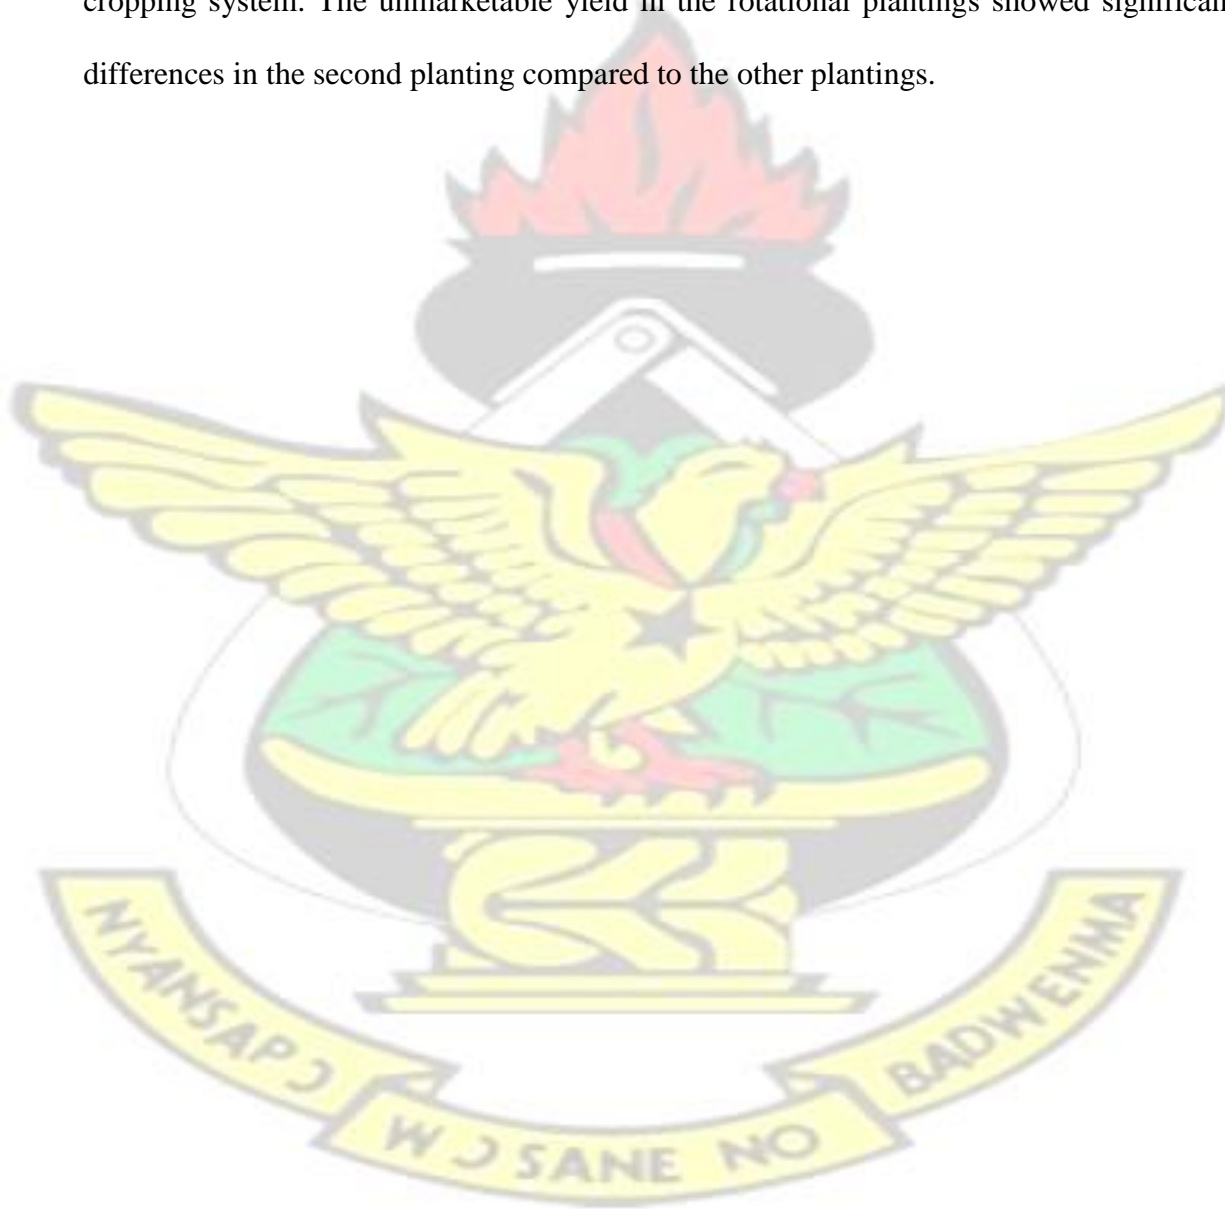 cropping system. The unmarketable yield in the rotational plantings showed significan
differences in the second planting compared to the other plantings.
NYANSAPƆ
WƆSANE NO
BADWENMA